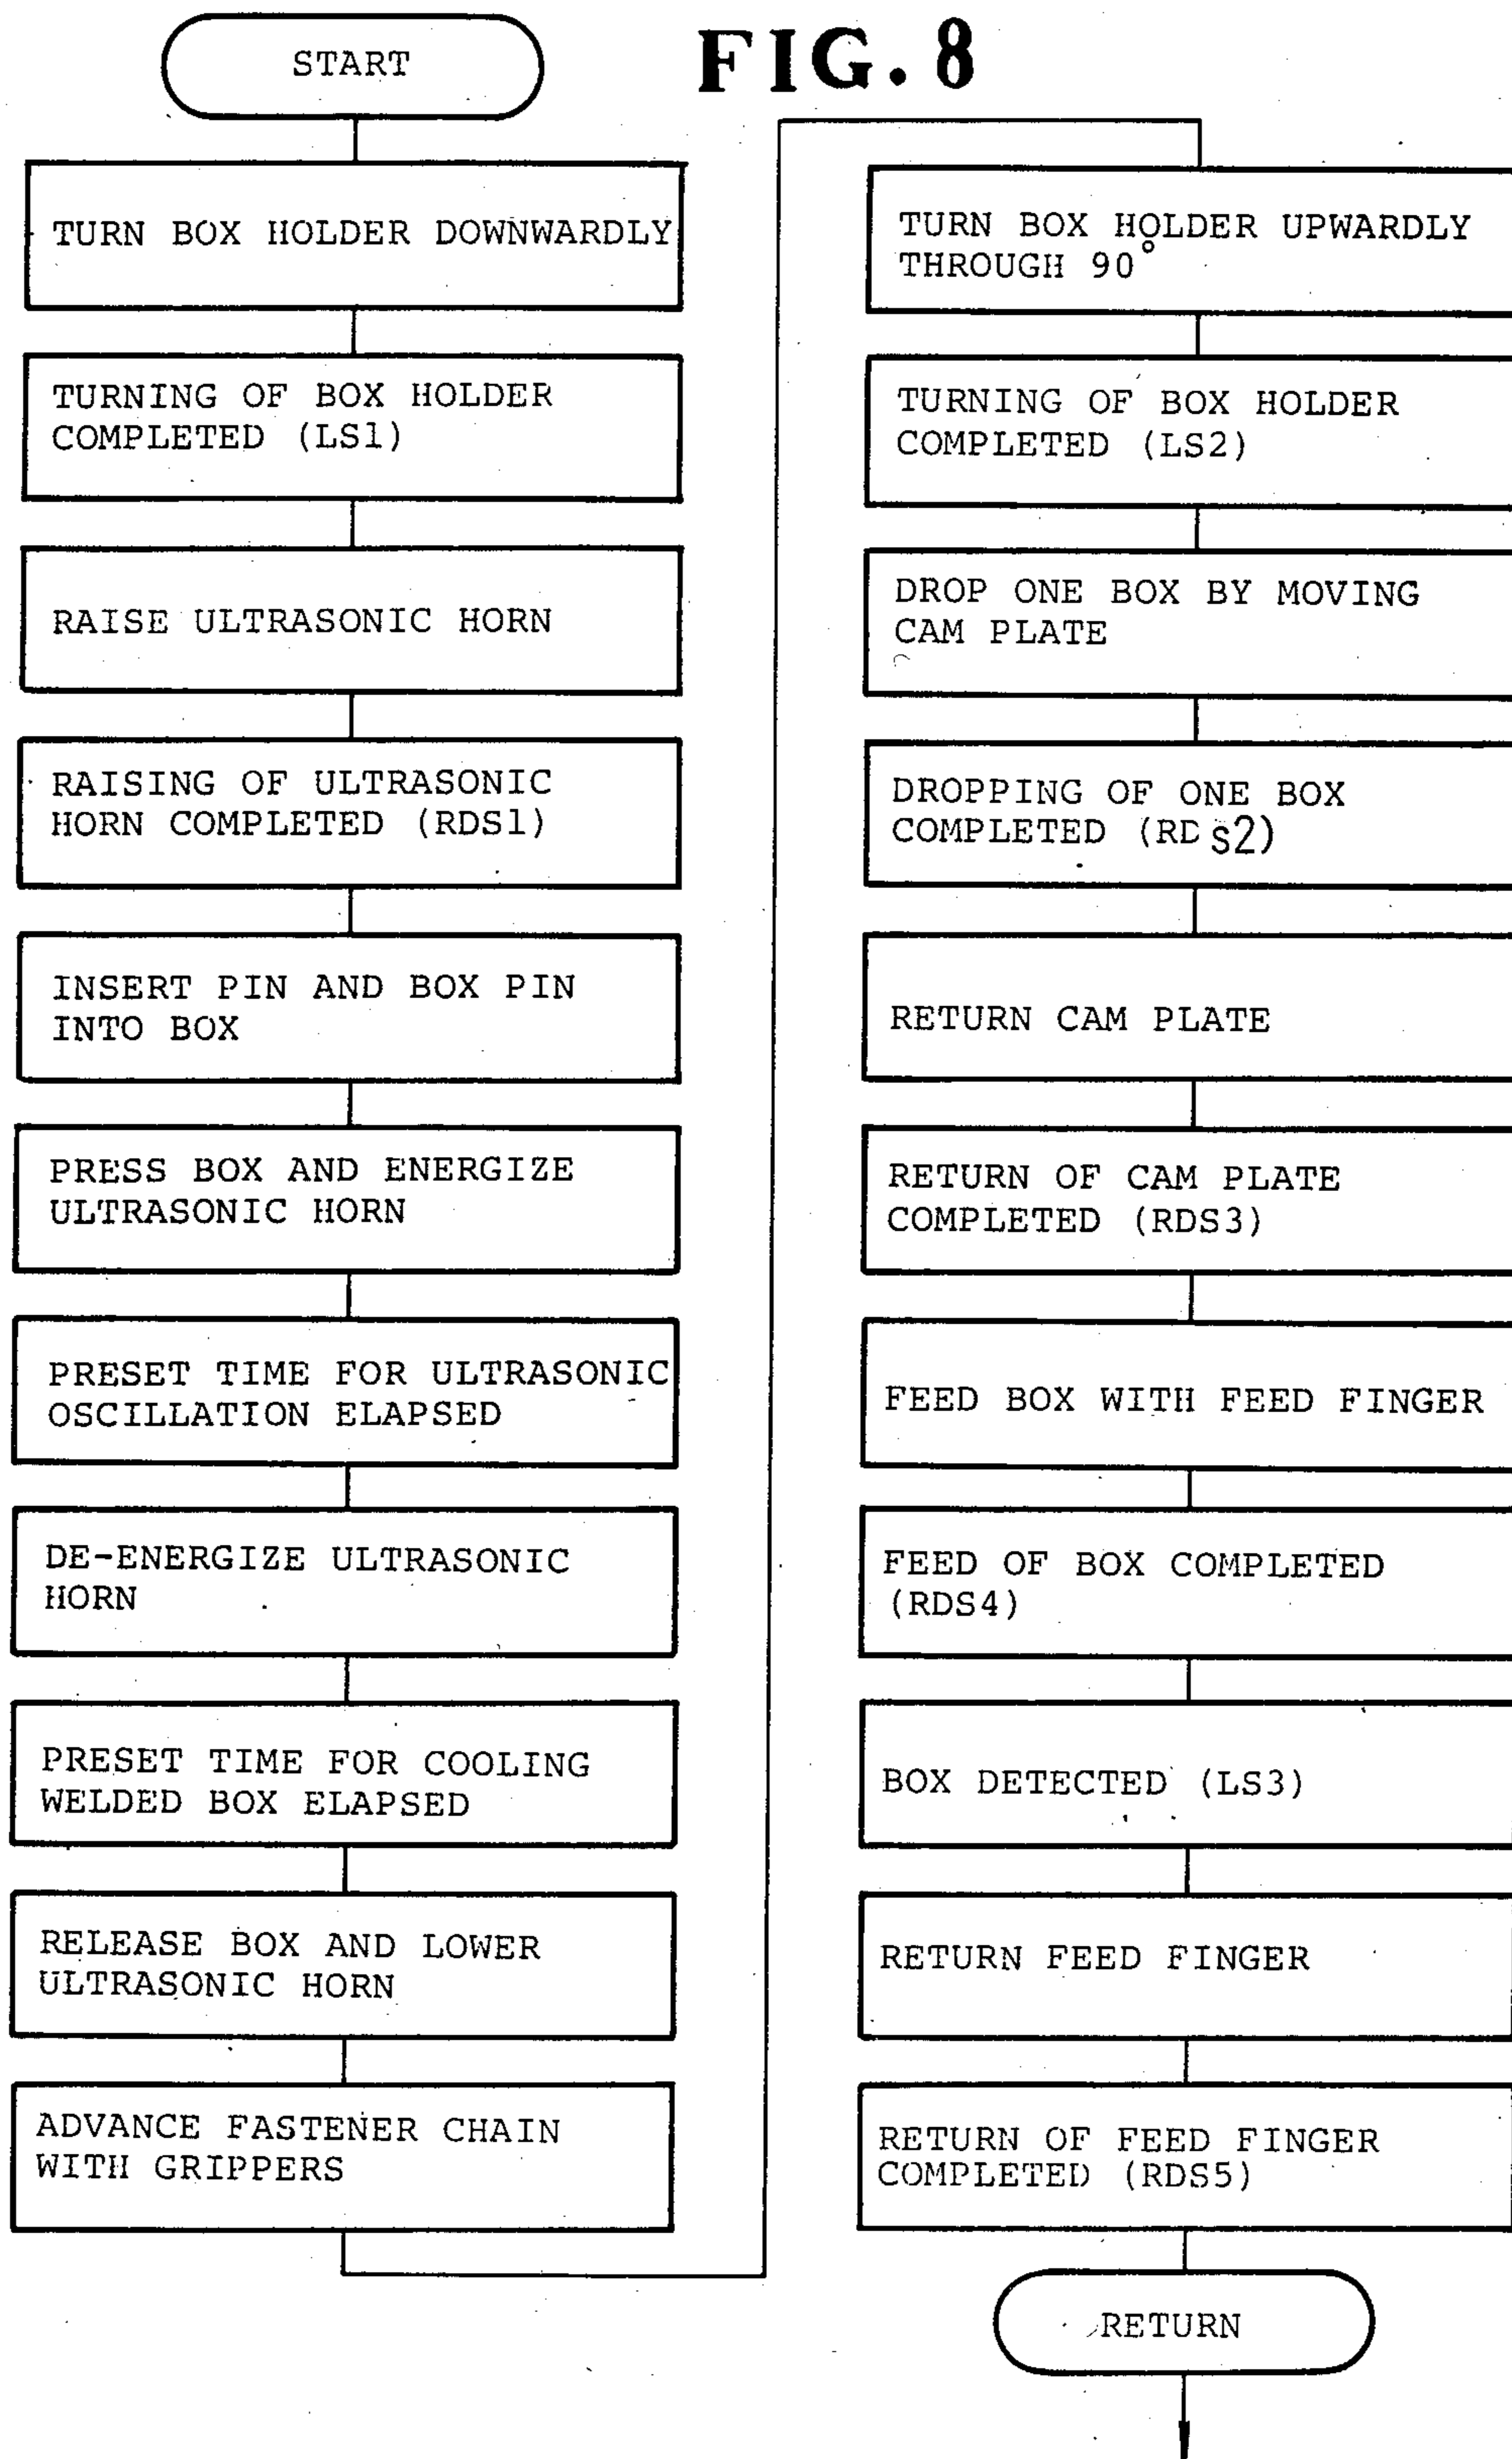 FIG. 8
START
TURN BOX HOLDER DOWNWARDLY
TURNING OF BOX HOLDER
COMPLETED (LS1)
RAISE ULTRASONIC HORN
RAISING OF ULTRASONIC
HORN COMPLETED (RDS1)
INSERT PIN AND BOX PIN
INTO BOX
PRESS BOX AND ENERGIZE
ULTRASONIC HORN
PRESET TIME FOR ULTRASONIC
OSCILLATION ELAPSED
DE-ENERGIZE ULTRASONIC
HORN
PRESET TIME FOR COOLING
WELDED BOX ELAPSED
RELEASE BOX AND LOWER
ULTRASONIC HORN
ADVANCE FASTENER CHAIN
WITH GRIPPERS
TURN BOX HOLDER UPWARDLY
THROUGH 90°
TURNING OF BOX HOLDER
COMPLETED (LS2)
DROP ONE BOX BY MOVING
CAM PLATE
DROPPING OF ONE BOX
COMPLETED (RDS2)
RETURN CAM PLATE
RETURN OF CAM PLATE
COMPLETED (RDS3)
FEED BOX WITH FEED FINGER
FEED OF BOX COMPLETED
(RDS4)
BOX DETECTED (LS3)
RETURN FEED FINGER
RETURN OF FEED FINGER
COMPLETED (RDS5)
RETURN